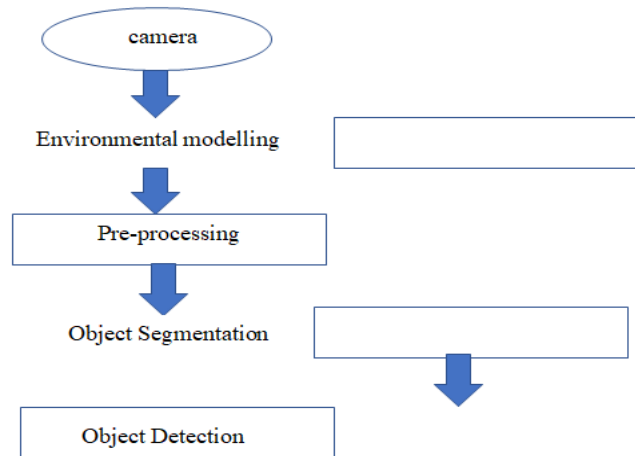 camera
Environmental modelling
Pre-processing
Object Segmentation
Object Detection